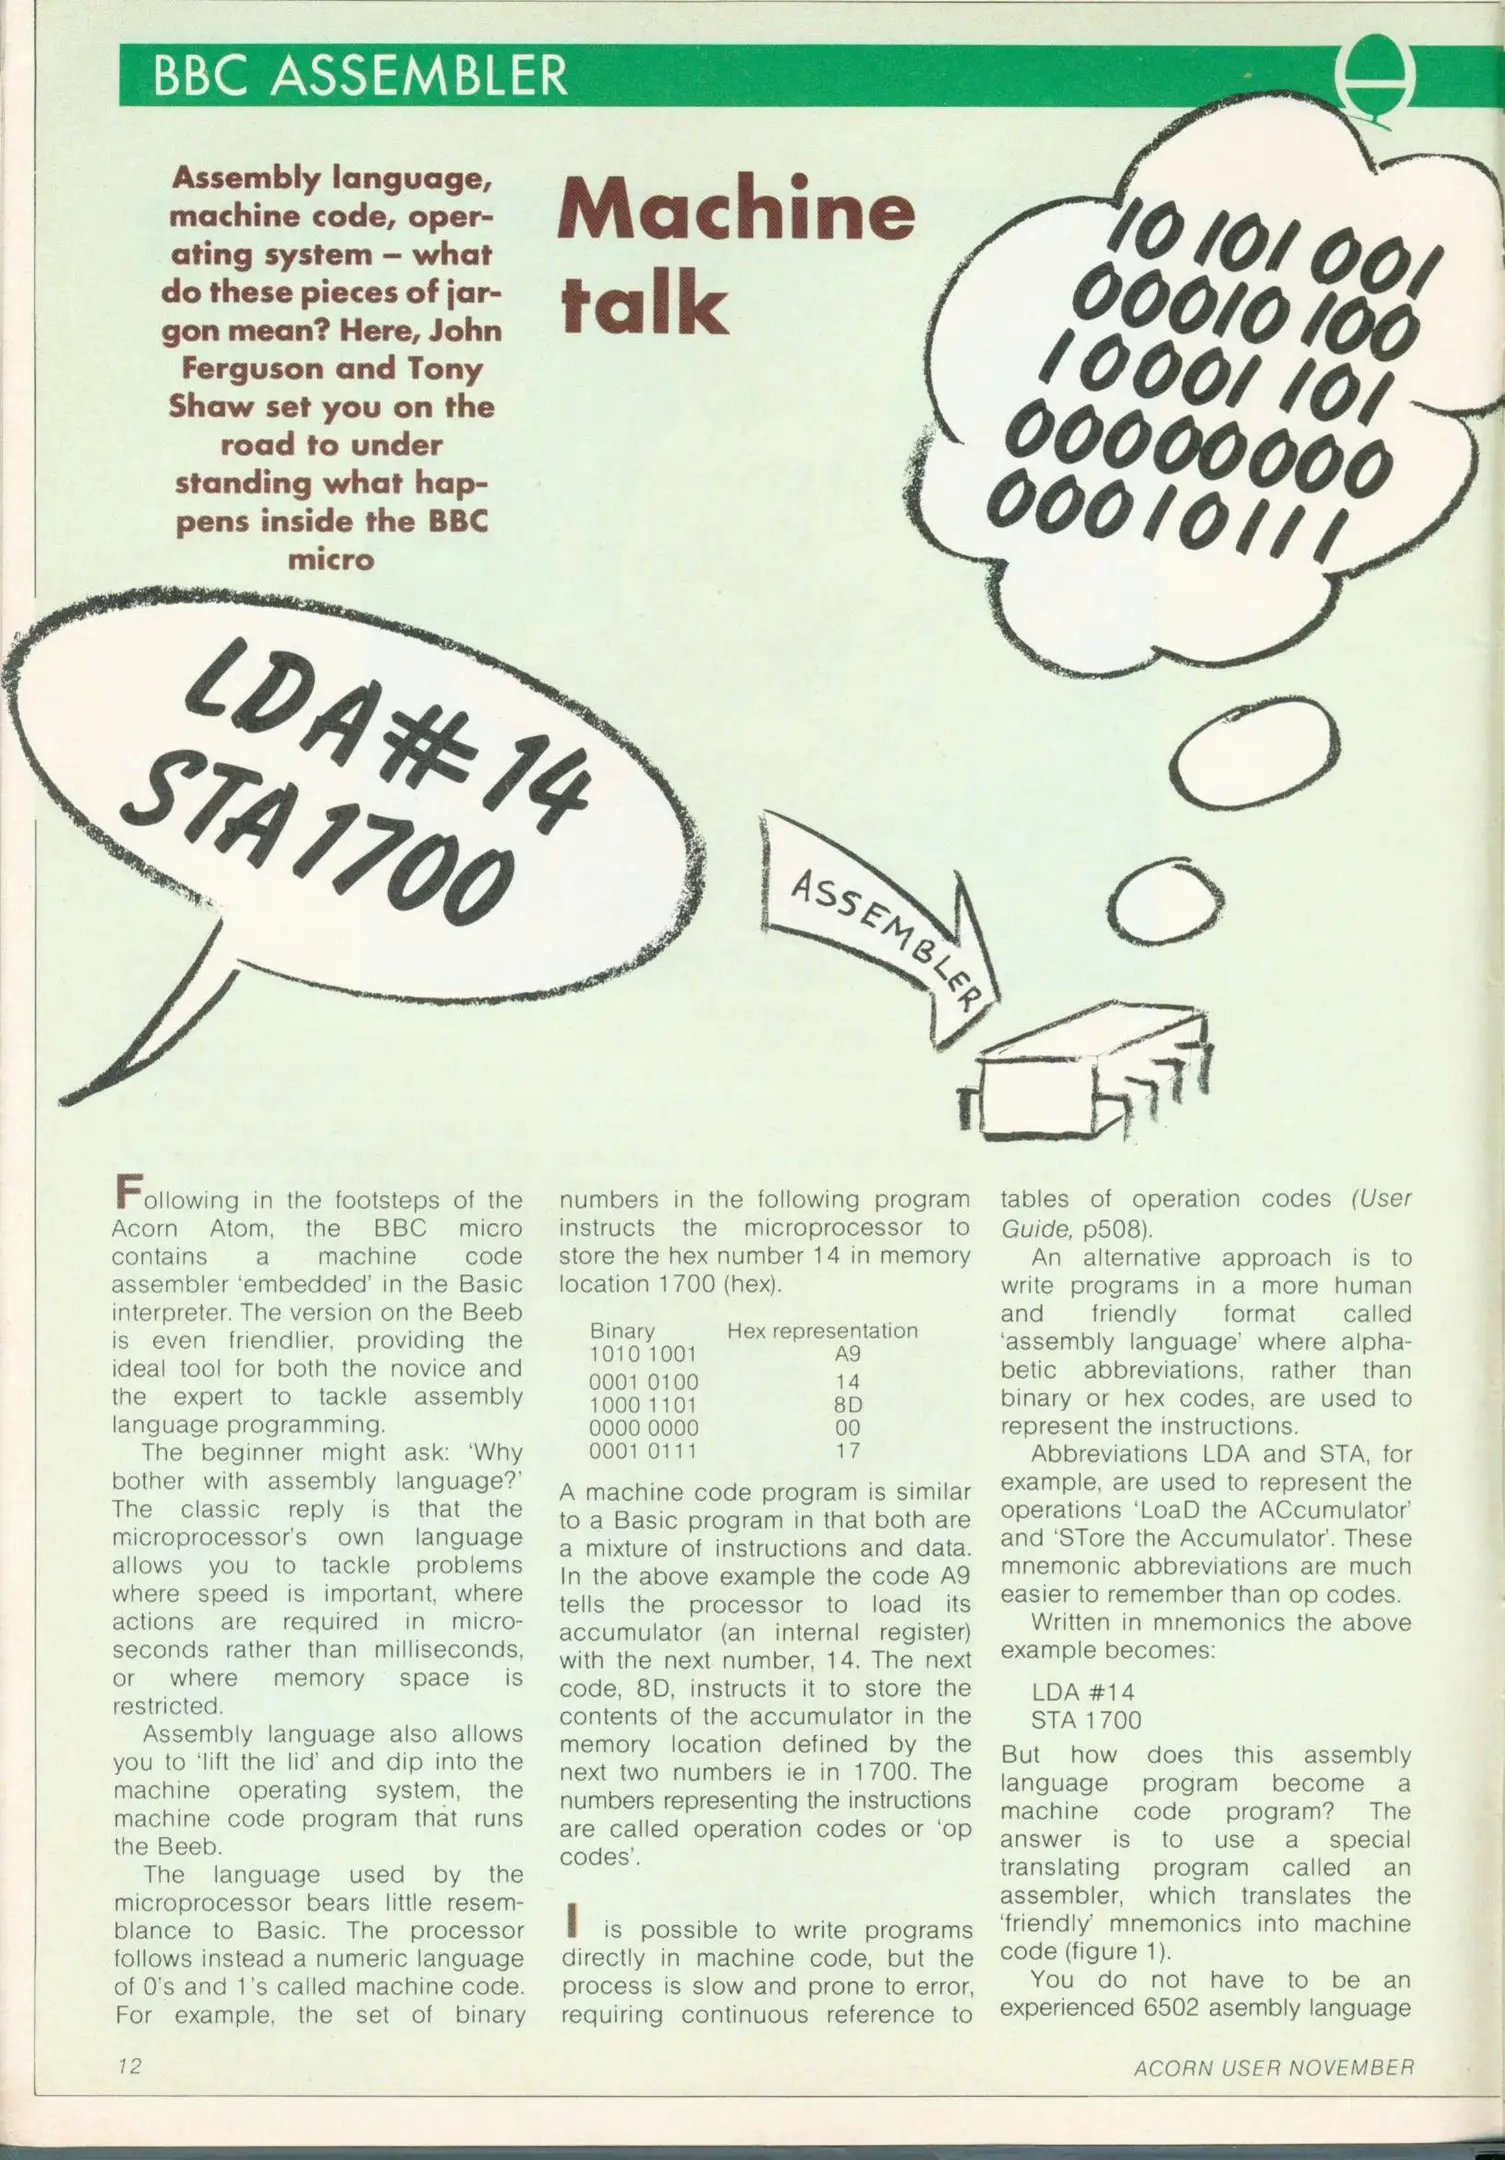 BBC ASSEMBLER
Assembly language,
machine code, oper-
ating system – what
do these pieces of jar-
gon mean? Here, John
Ferguson and Tony
Shaw set you on the
road to under
standing what hap-
pens inside the BBC
micro
Machine
talk
10 101 001
00010 100
10001 101
00000000
00010111
LDA# 14
STA 1700
ASSEMBLER
Following in the footsteps of the
Acorn Atom, the BBC micro
contains a machine code
assembler ‘embedded’ in the Basic
interpreter. The version on the Beeb
is even friendlier, providing the
ideal tool for both the novice and
the expert to tackle assembly
language programming.
The beginner might ask: ‘Why
bother with assembly language?’
The classic reply is that the
microprocessor's own language
allows you to tackle problems
where speed is important, where
actions are required in micro-
seconds rather than milliseconds,
or where memory space is
restricted.
Assembly language also allows
you to ‘lift the lid’ and dip into the
machine operating system, the
machine code program that runs
the Beeb.
The language used by the
microprocessor bears little resem-
blance to Basic. The processor
follows instead a numeric language
of 0's and 1's called machine code.
For example, the set of binary
numbers in the following program
instructs the microprocessor to
store the hex number 14 in memory
location 1700 (hex).
Binary Hex representation
1010 1001 A9
0001 0100 14
1000 1101 8D
0000 0000 00
0001 0111 17
A machine code program is similar
to a Basic program in that both are
a mixture of instructions and data.
In the above example the code A9
tells the processor to load its
accumulator (an internal register)
with the next number, 14. The next
code, 8D, instructs it to store the
contents of the accumulator in the
memory location defined by the
next two numbers ie in 1700. The
numbers representing the instructions
are called operation codes or ‘op
codes’.
I is possible to write programs
directly in machine code, but the
process is slow and prone to error,
requiring continuous reference to
tables of operation codes (User
Guide, p508).
An alternative approach is to
write programs in a more human
and friendly format called
‘assembly language’ where alpha-
betic abbreviations, rather than
binary or hex codes, are used to
represent the instructions.
Abbreviations LDA and STA, for
example, are used to represent the
operations ‘LoaD the ACcumulator’
and ‘STore the Accumulator’. These
mnemonic abbreviations are much
easier to remember than op codes.
Written in mnemonics the above
example becomes:
LDA #14
STA 1700
But how does this assembly
language program become a
machine code program? The
answer is to use a special
translating program called an
assembler, which translates the
‘friendly’ mnemonics into machine
code (figure 1).
You do not have to be an
experienced 6502 asembly language
12
ACORN USER NOVEMBER